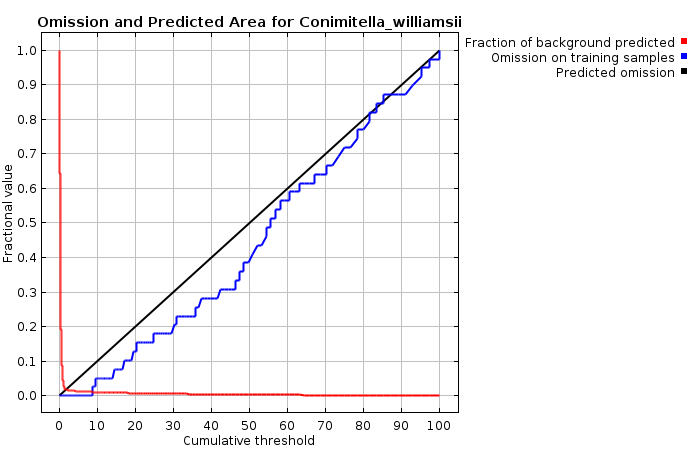 Omission and Predicted Area for Conimitella_williamsii
Fraction of background predicted
Omission on training samples
Predicted omission
Fractional value
1.0
0.9
0.8
0.7
0.6
0.5
0.4
0.3
0.2
0.1
0.0
0 10 20 30 40 50 60 70 80 90 100
Cumulative threshold